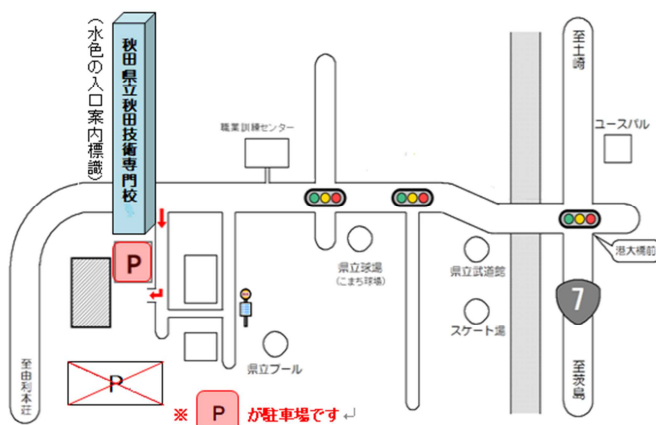 （水色の入口案内標識）
秋田県立秋田技術専門校
職業訓練センター
至土崎
ユースパル
県立球場
（こまち球場）
県立武道館
港大橋前
7
スケート場
P
至由利本荘
県立プール
至茨島
P
※ P が駐車場です